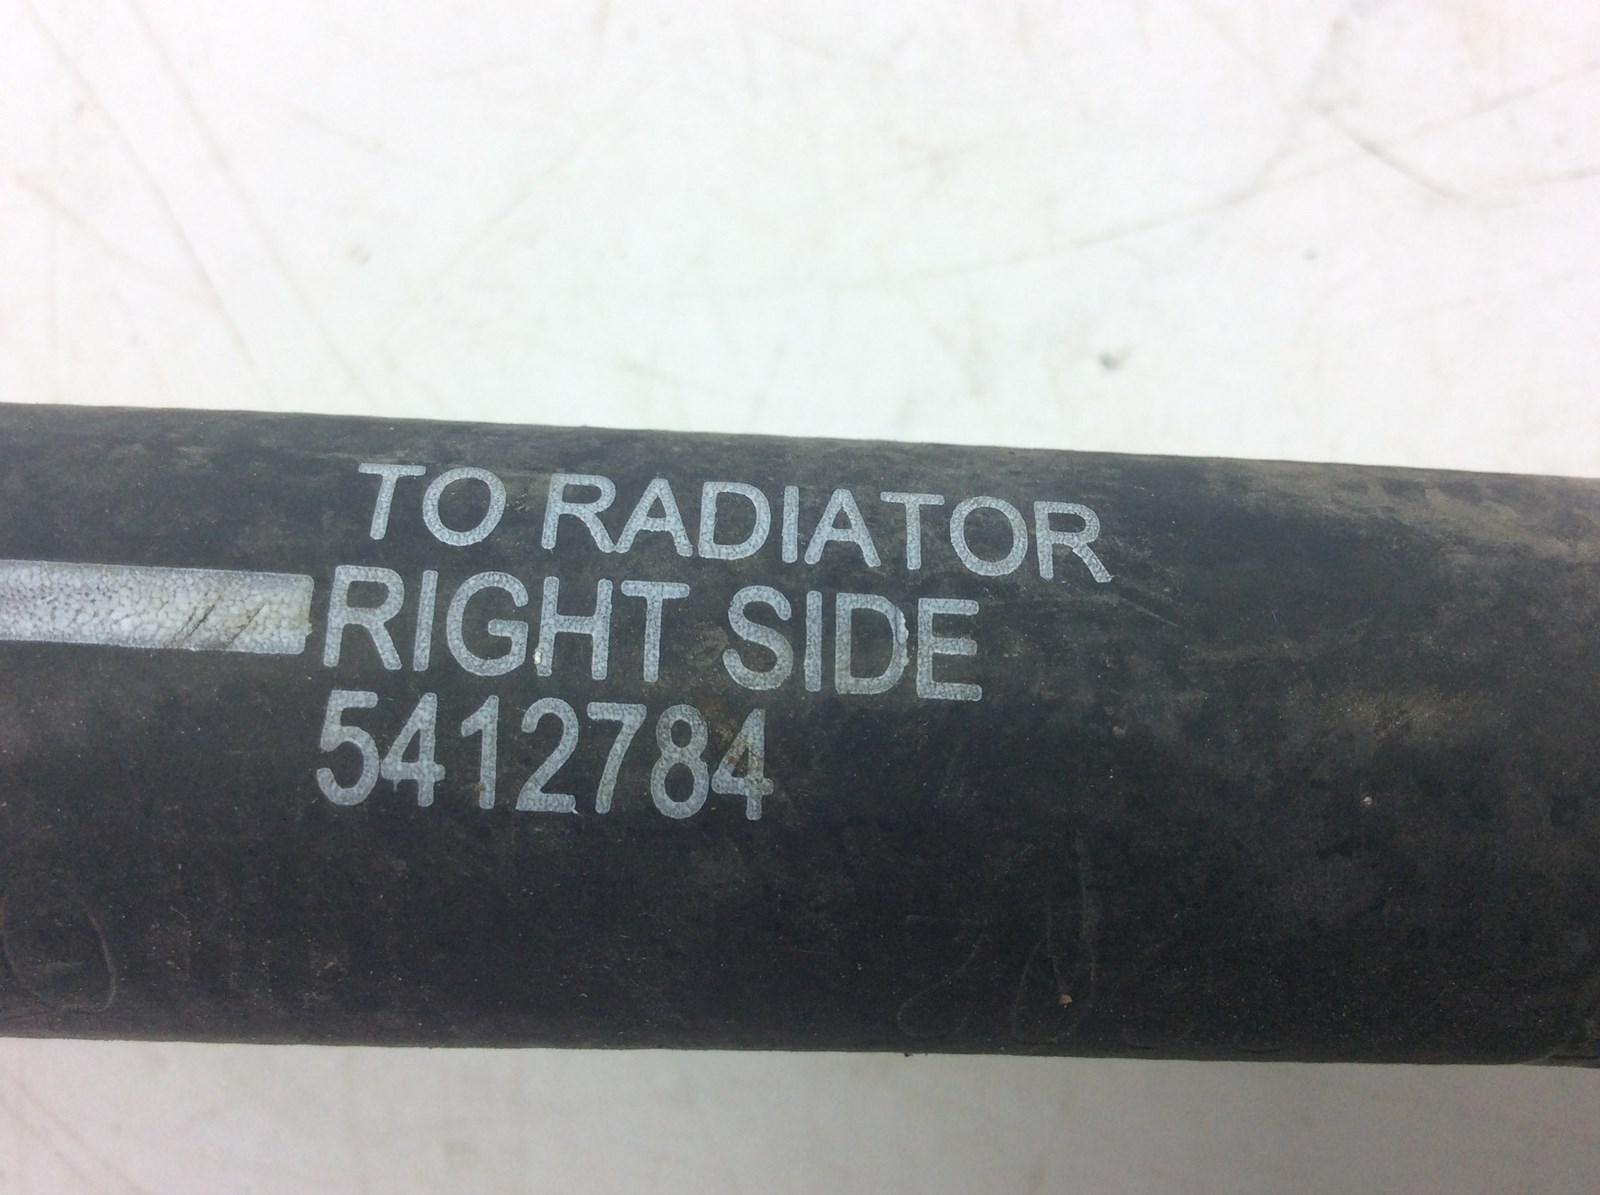 TO RADIATOR
RIGHT SIDE
5412784